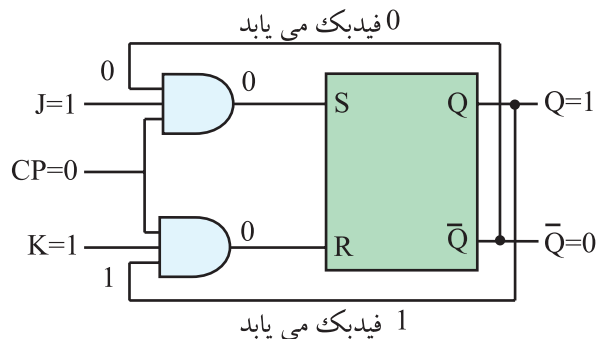 0 فیدبک می یابد
0
0
J=1
S
Q
Q=1
CP=0
K=1
0
R
Q̅
Q̅=0
1
1 فیدبک می یابد